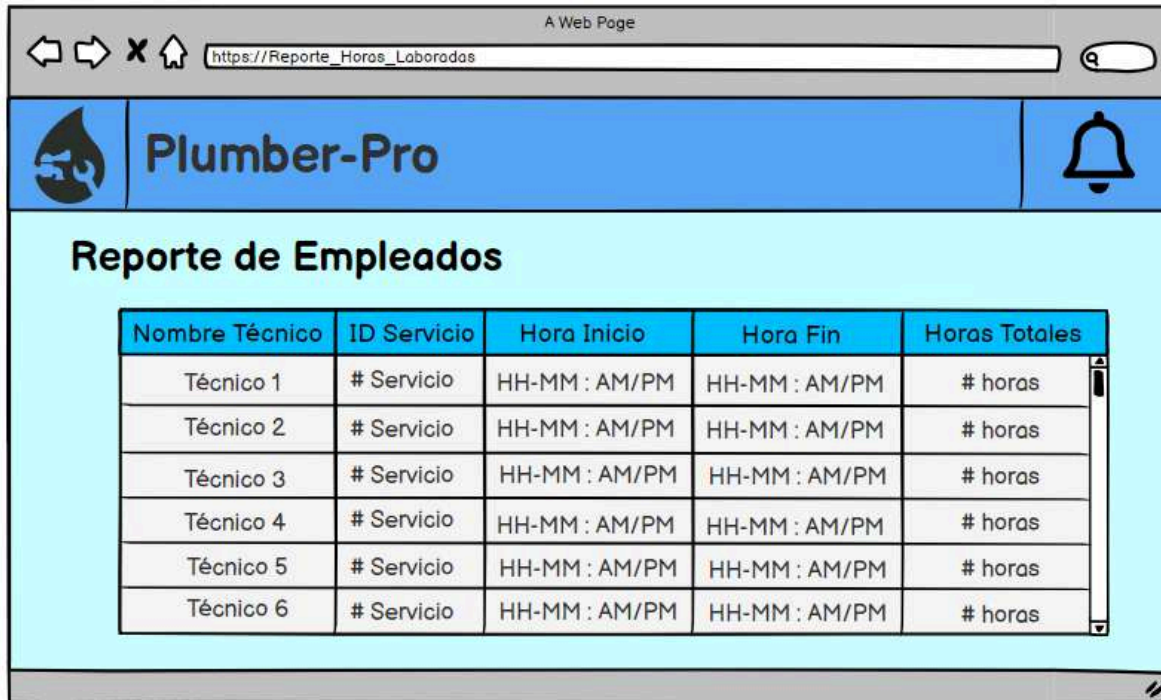 A Web Page
https://Reporte_Horas_Laboradas
Plumber-Pro
Reporte de Empleados
Nombre Técnico ID Servicio Hora Inicio Hora Fin Horas Totales
Técnico 1 # Servicio HH-MM : AM/PM HH-MM : AM/PM # horas
Técnico 2 # Servicio HH-MM : AM/PM HH-MM : AM/PM # horas
Técnico 3 # Servicio HH-MM : AM/PM HH-MM : AM/PM # horas
Técnico 4 # Servicio HH-MM : AM/PM HH-MM : AM/PM # horas
Técnico 5 # Servicio HH-MM : AM/PM HH-MM : AM/PM # horas
Técnico 6 # Servicio HH-MM : AM/PM HH-MM : AM/PM # horas